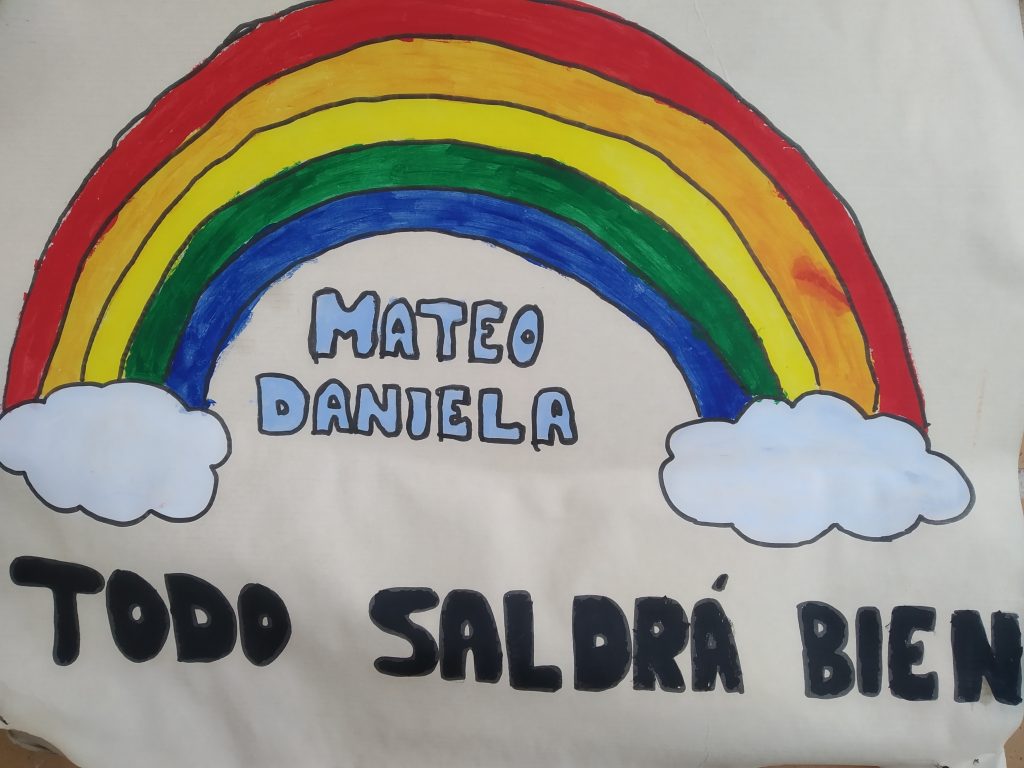 MATEO
DANIELA
TODO SALDRÁ BIEN